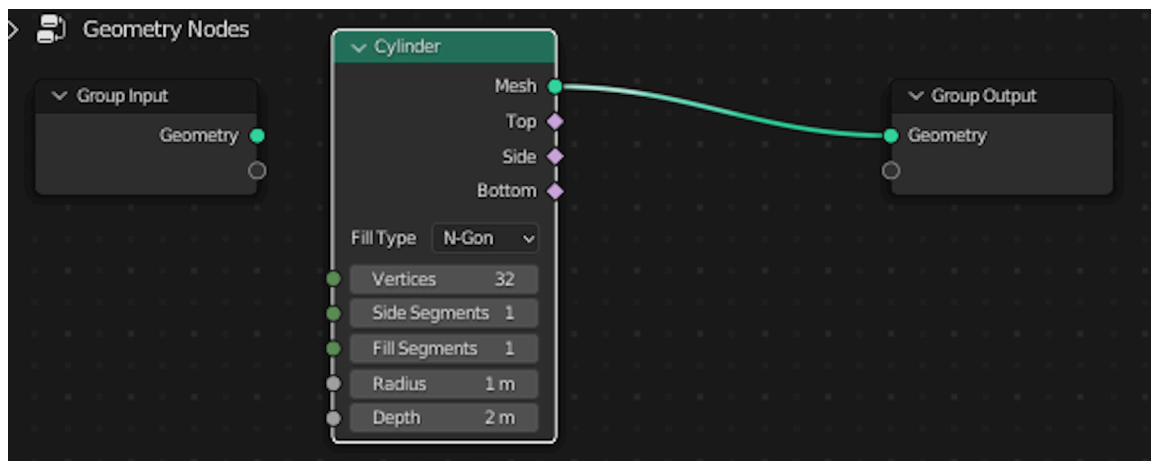 Geometry Nodes
Group Input
Geometry
Cylinder
Mesh
Top
Side
Bottom
Fill Type N-Gon
Vertices 32
Side Segments 1
Fill Segments 1
Radius 1 m
Depth 2 m
Group Output
Geometry